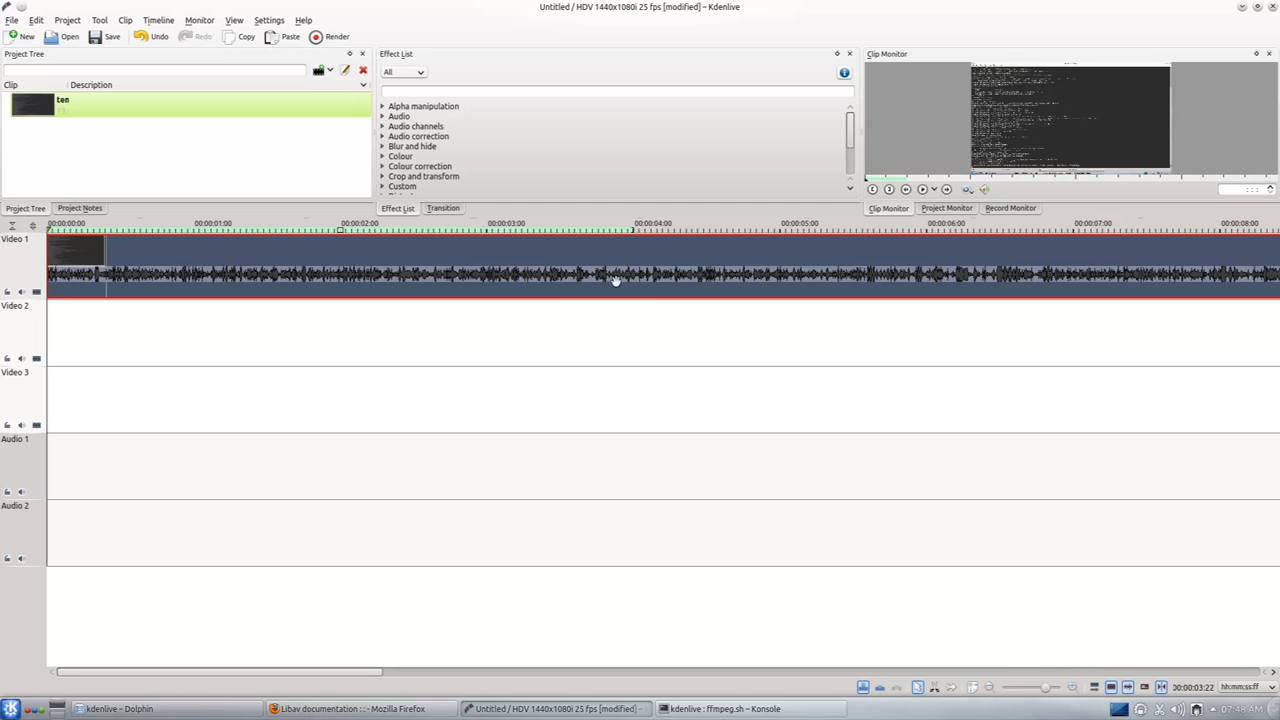 Untitled / HDV 1440x1080i 25 fps [modified] – Kdenlive
File Edit Project Tool Clip Timeline Monitor View Settings Help
New Open Save Undo Redo Copy Paste Render
Project Tree
Effect List
Clip Monitor
All
Clip Description
ten
Alpha manipulation
Audio
Audio channels
Audio correction
Blur and hide
Colour
Colour correction
Crop and transform
Custom
Project Tree Project Notes
Effect List Transition
Clip Monitor Project Monitor Record Monitor
: : :
00:00:00:00 00:00:01:00 00:00:02:00 00:00:03:00 00:00:04:00 00:00:05:00 00:00:06:00 00:00:07:00 00:00:08:00
Video 1
Video 2
Video 3
Audio 1
Audio 2
00:00:03:22 hh:mm:ss:ff
kdenlive – Dolphin
Libav documentation : : – Mozilla Firefox
Untitled / HDV 1440x1080i 25 fps [modified] –
kdenlive : ffmpeg.sh – Konsole
07:48 AM